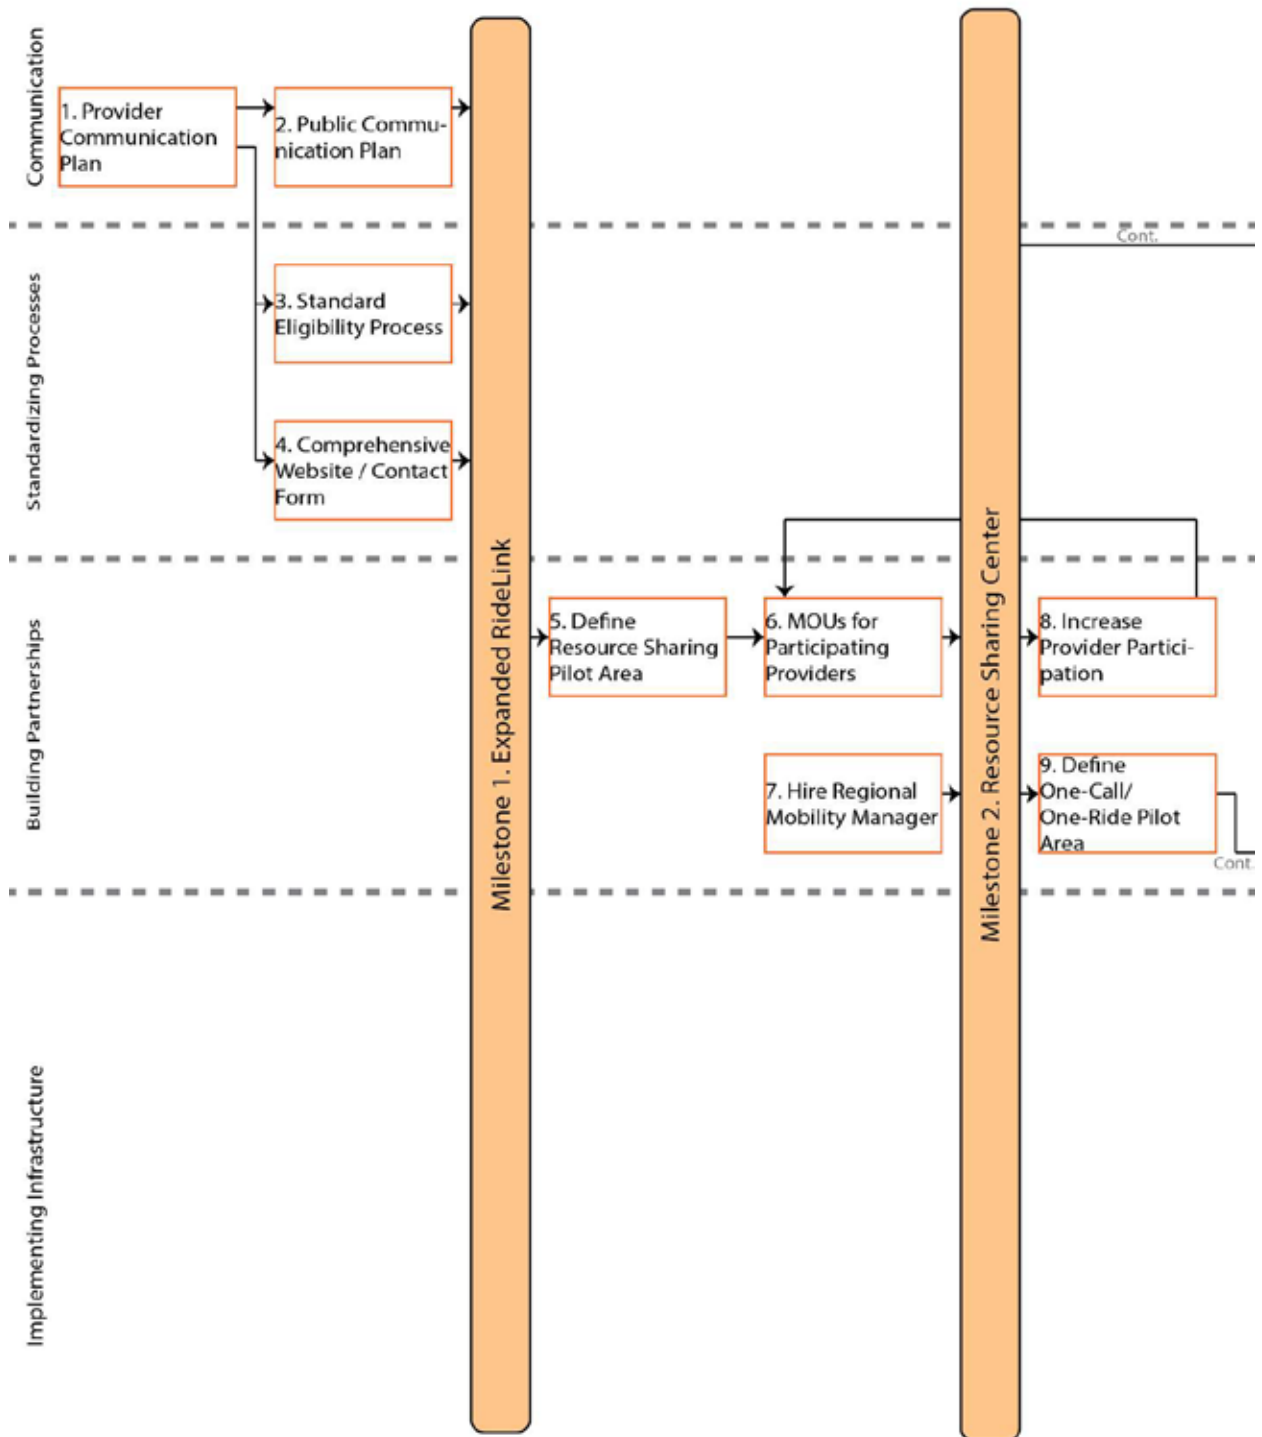 Communication
1. Provider
Communication
Plan
2. Public Commu-
nication Plan
Standardizing Processes
3. Standard
Eligibility Process
4. Comprehensive
Website / Contact
Form
Milestone 1. Expanded RideLink
Cont.
Building Partnerships
5. Define
Resource Sharing
Pilot Area
6. MOUs for
Participating
Providers
7. Hire Regional
Mobility Manager
Milestone 2. Resource Sharing Center
8. Increase
Provider Partici-
pation
9. Define
One-Call/
One-Ride Pilot
Area
Cont.
Implementing Infrastructure